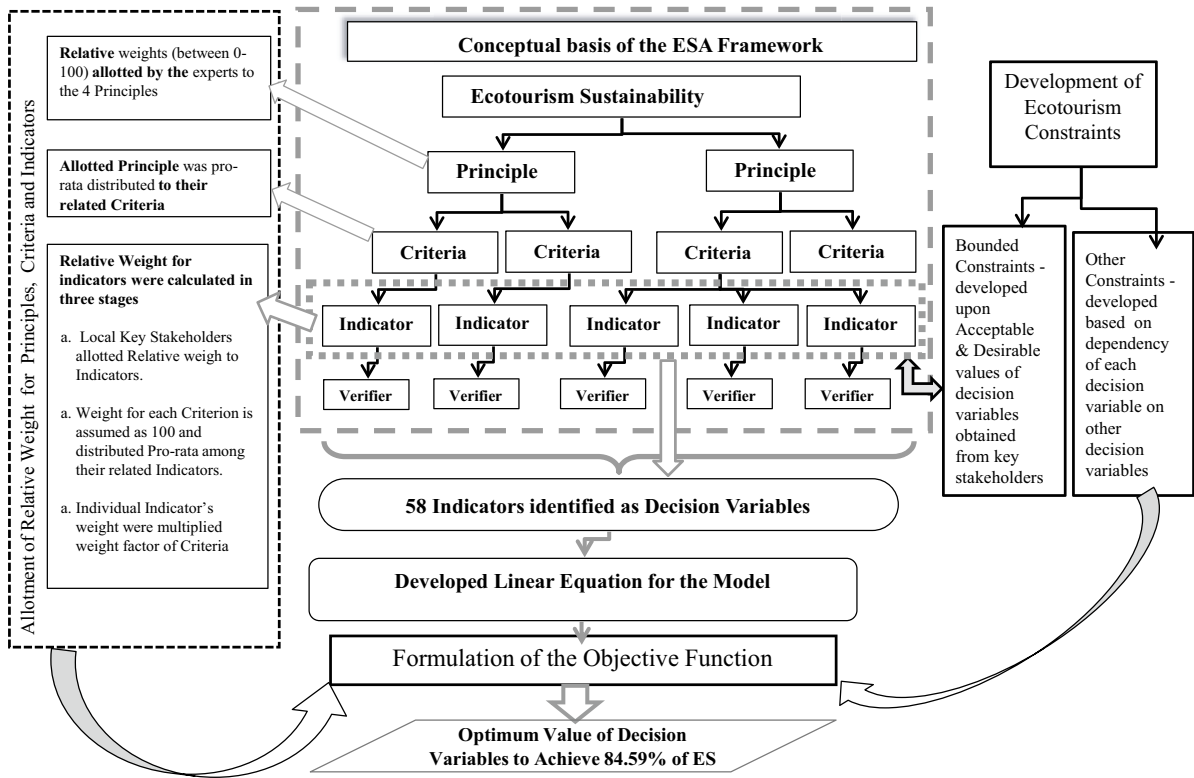 Allotment of Relative Weight for Principles, Criteria and Indicators
Relative weights (between 0-
100) allotted by the experts to
the 4 Principles
Allotted Principle was pro-
rata distributed to their
related Criteria
Relative Weight for
indicators were calculated in
three stages
a. Local Key Stakeholders
allotted Relative weigh to
Indicators.
a. Weight for each Criterion is
assumed as 100 and
distributed Pro-rata among
their related Indicators.
a. Individual Indicator's
weight were multiplied
weight factor of Criteria
Conceptual basis of the ESA Framework
Ecotourism Sustainability
Principle
Principle
Criteria
Criteria
Criteria
Criteria
Indicator
Indicator
Indicator
Indicator
Indicator
Verifier
Verifier
Verifier
Verifier
Verifier
58 Indicators identified as Decision Variables
Developed Linear Equation for the Model
Formulation of the Objective Function
Optimum Value of Decision
Variables to Achieve 84.59% of ES
Development of
Ecotourism
Constraints
Bounded
Constraints -
developed
upon
Acceptable
& Desirable
values of
decision
variables
obtained
from key
stakeholders
Other
Constraints -
developed
based on
dependency
of each
decision
variable on
other
decision
variables